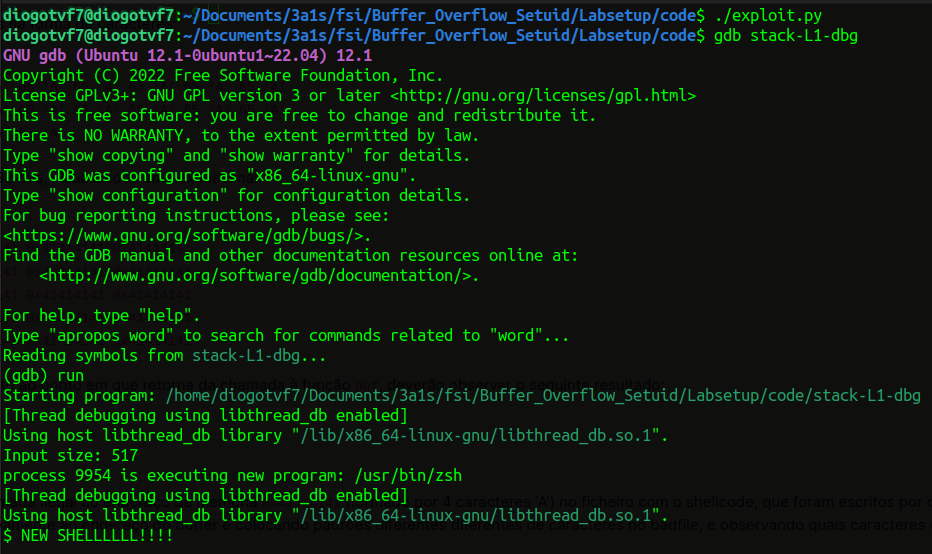 diogotvf7@diogotvf7:~/Documents/3a1s/fsi/Buffer_Overflow_Setuid/Labsetup/code$ ./exploit.py
diogotvf7@diogotvf7:~/Documents/3a1s/fsi/Buffer_Overflow_Setuid/Labsetup/code$ gdb stack-L1-dbg
GNU gdb (Ubuntu 12.1-0ubuntu1~22.04) 12.1
Copyright (C) 2022 Free Software Foundation, Inc.
License GPLv3+: GNU GPL version 3 or later <http://gnu.org/licenses/gpl.html>
This is free software: you are free to change and redistribute it.
There is NO WARRANTY, to the extent permitted by law.
Type "show copying" and "show warranty" for details.
This GDB was configured as "x86_64-linux-gnu".
Type "show configuration" for configuration details.
For bug reporting instructions, please see:
<https://www.gnu.org/software/gdb/bugs/>.
Find the GDB manual and other documentation resources online at:
    <http://www.gnu.org/software/gdb/documentation/>.
For help, type "help".
Type "apropos word" to search for commands related to "word"...
Reading symbols from stack-L1-dbg...
(gdb) run
Starting program: /home/diogotvf7/Documents/3a1s/fsi/Buffer_Overflow_Setuid/Labsetup/code/stack-L1-dbg
[Thread debugging using libthread_db enabled]
Using host libthread_db library "/lib/x86_64-linux-gnu/libthread_db.so.1".
Input size: 517
process 9954 is executing new program: /usr/bin/zsh
[Thread debugging using libthread_db enabled]
Using host libthread_db library "/lib/x86_64-linux-gnu/libthread_db.so.1".
$ NEW SHELLLLLL!!!!